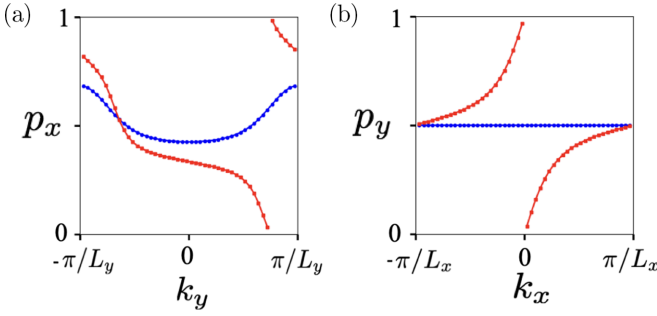 (a)
1
p_x
0
-π/L_y
0
π/L_y
k_y
(b)
1
p_y
0
-π/L_x
0
π/L_x
k_x